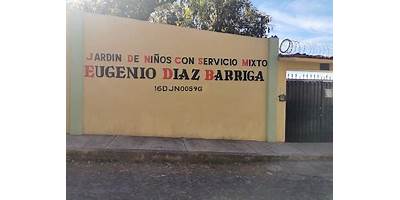 JARDIN DE NIÑOS CON SERVICIO MIXTO
EUGENIO DIAZ BARRIGA
16DJN0059G